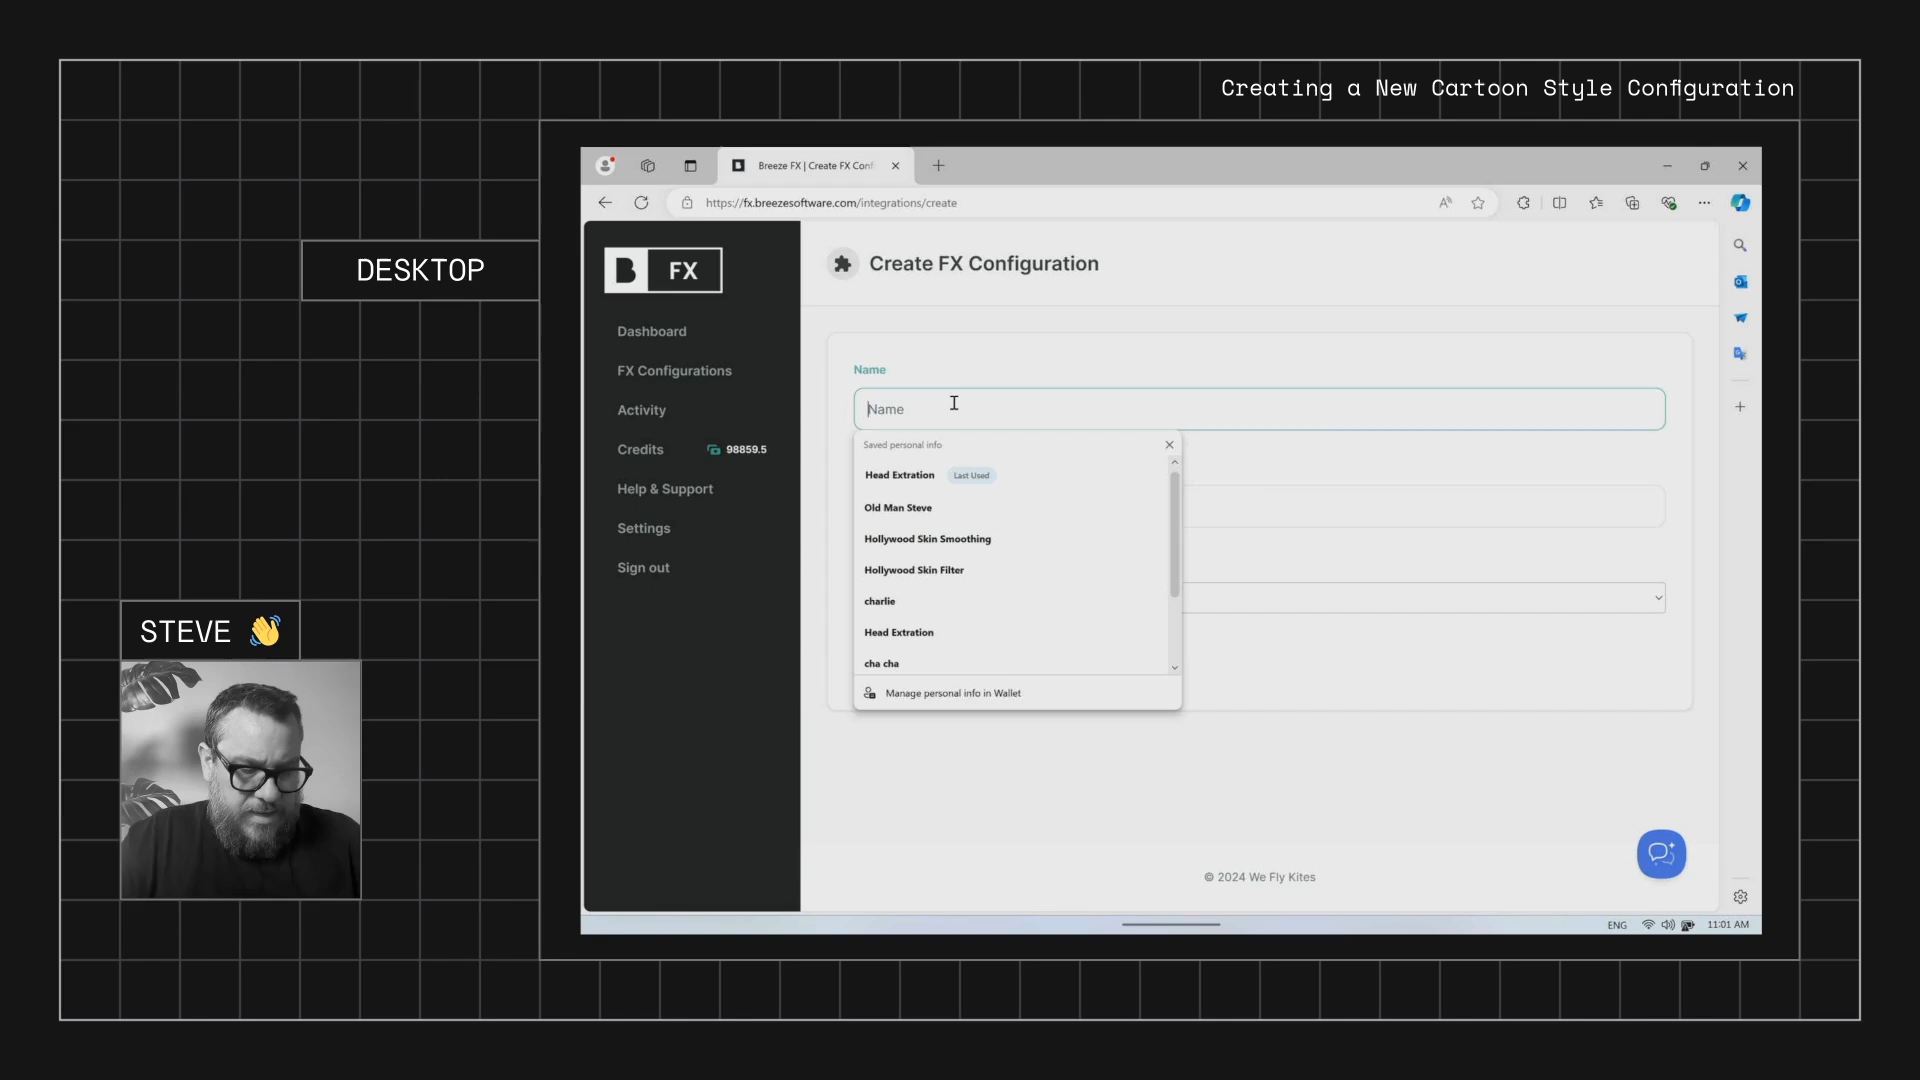 Creating a New Cartoon Style Configuration
DESKTOP
STEVE 👋
Breeze FX | Create FX Conf
https://fx.breezesoftware.com/integrations/create
B FX
Dashboard
FX Configurations
Activity
Credits 98859.5
Help & Support
Settings
Sign out
Create FX Configuration
Name
Name
Saved personal info
Head Extration Last Used
Old Man Steve
Hollywood Skin Smoothing
Hollywood Skin Filter
charlie
Head Extration
cha cha
Manage personal info in Wallet
© 2024 We Fly Kites
ENG 11:01 AM